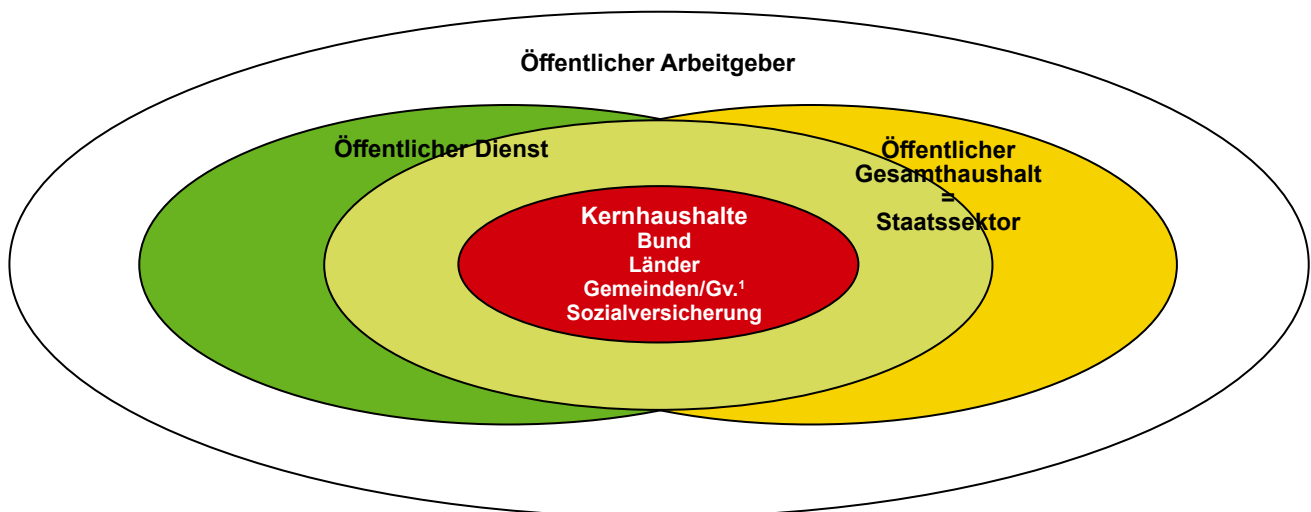 Öffentlicher Arbeitgeber
Öffentlicher Dienst
Öffentlicher
Gesamthaushalt
=
Staatssektor
Kernhaushalte
Bund
Länder
Gemeinden/Gv.¹
Sozialversicherung